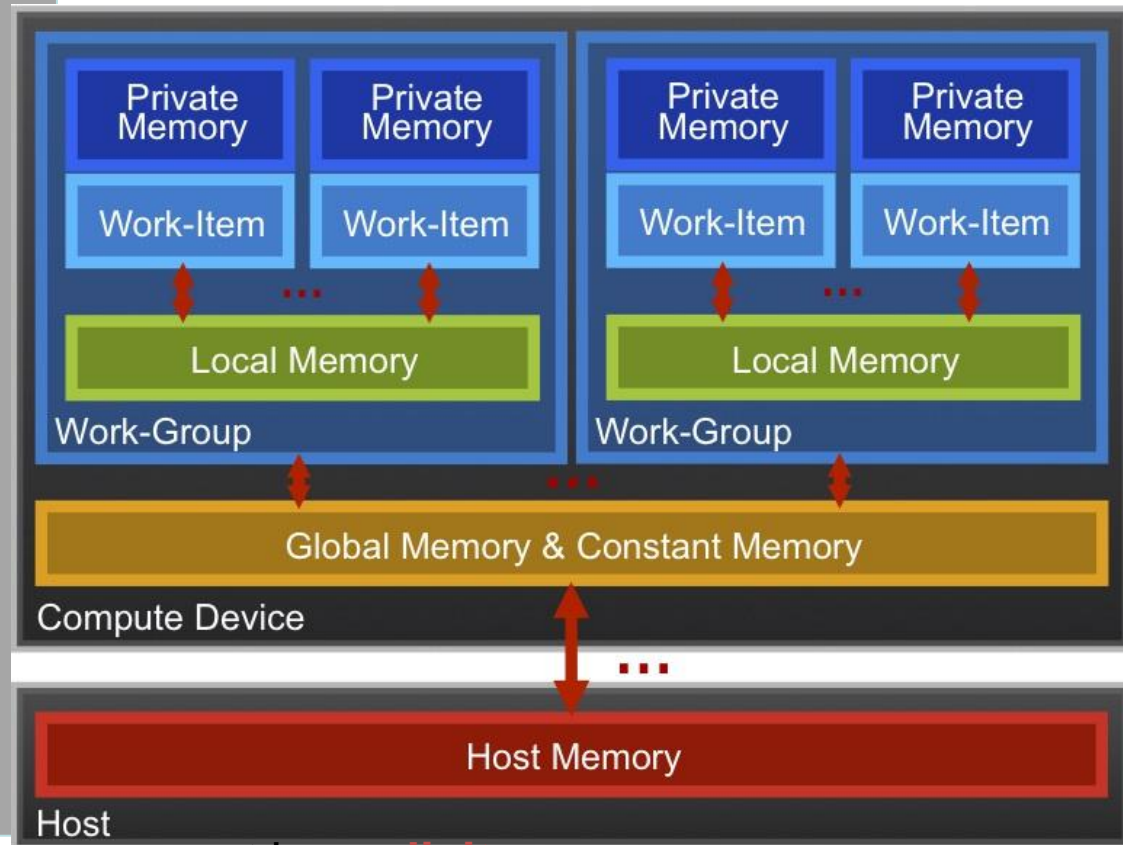 Private Memory
Private Memory
Private Memory
Private Memory
Work-Item
Work-Item
Work-Item
Work-Item
...
...
Local Memory
Local Memory
Work-Group
Work-Group
...
Global Memory & Constant Memory
Compute Device
...
Host Memory
Host